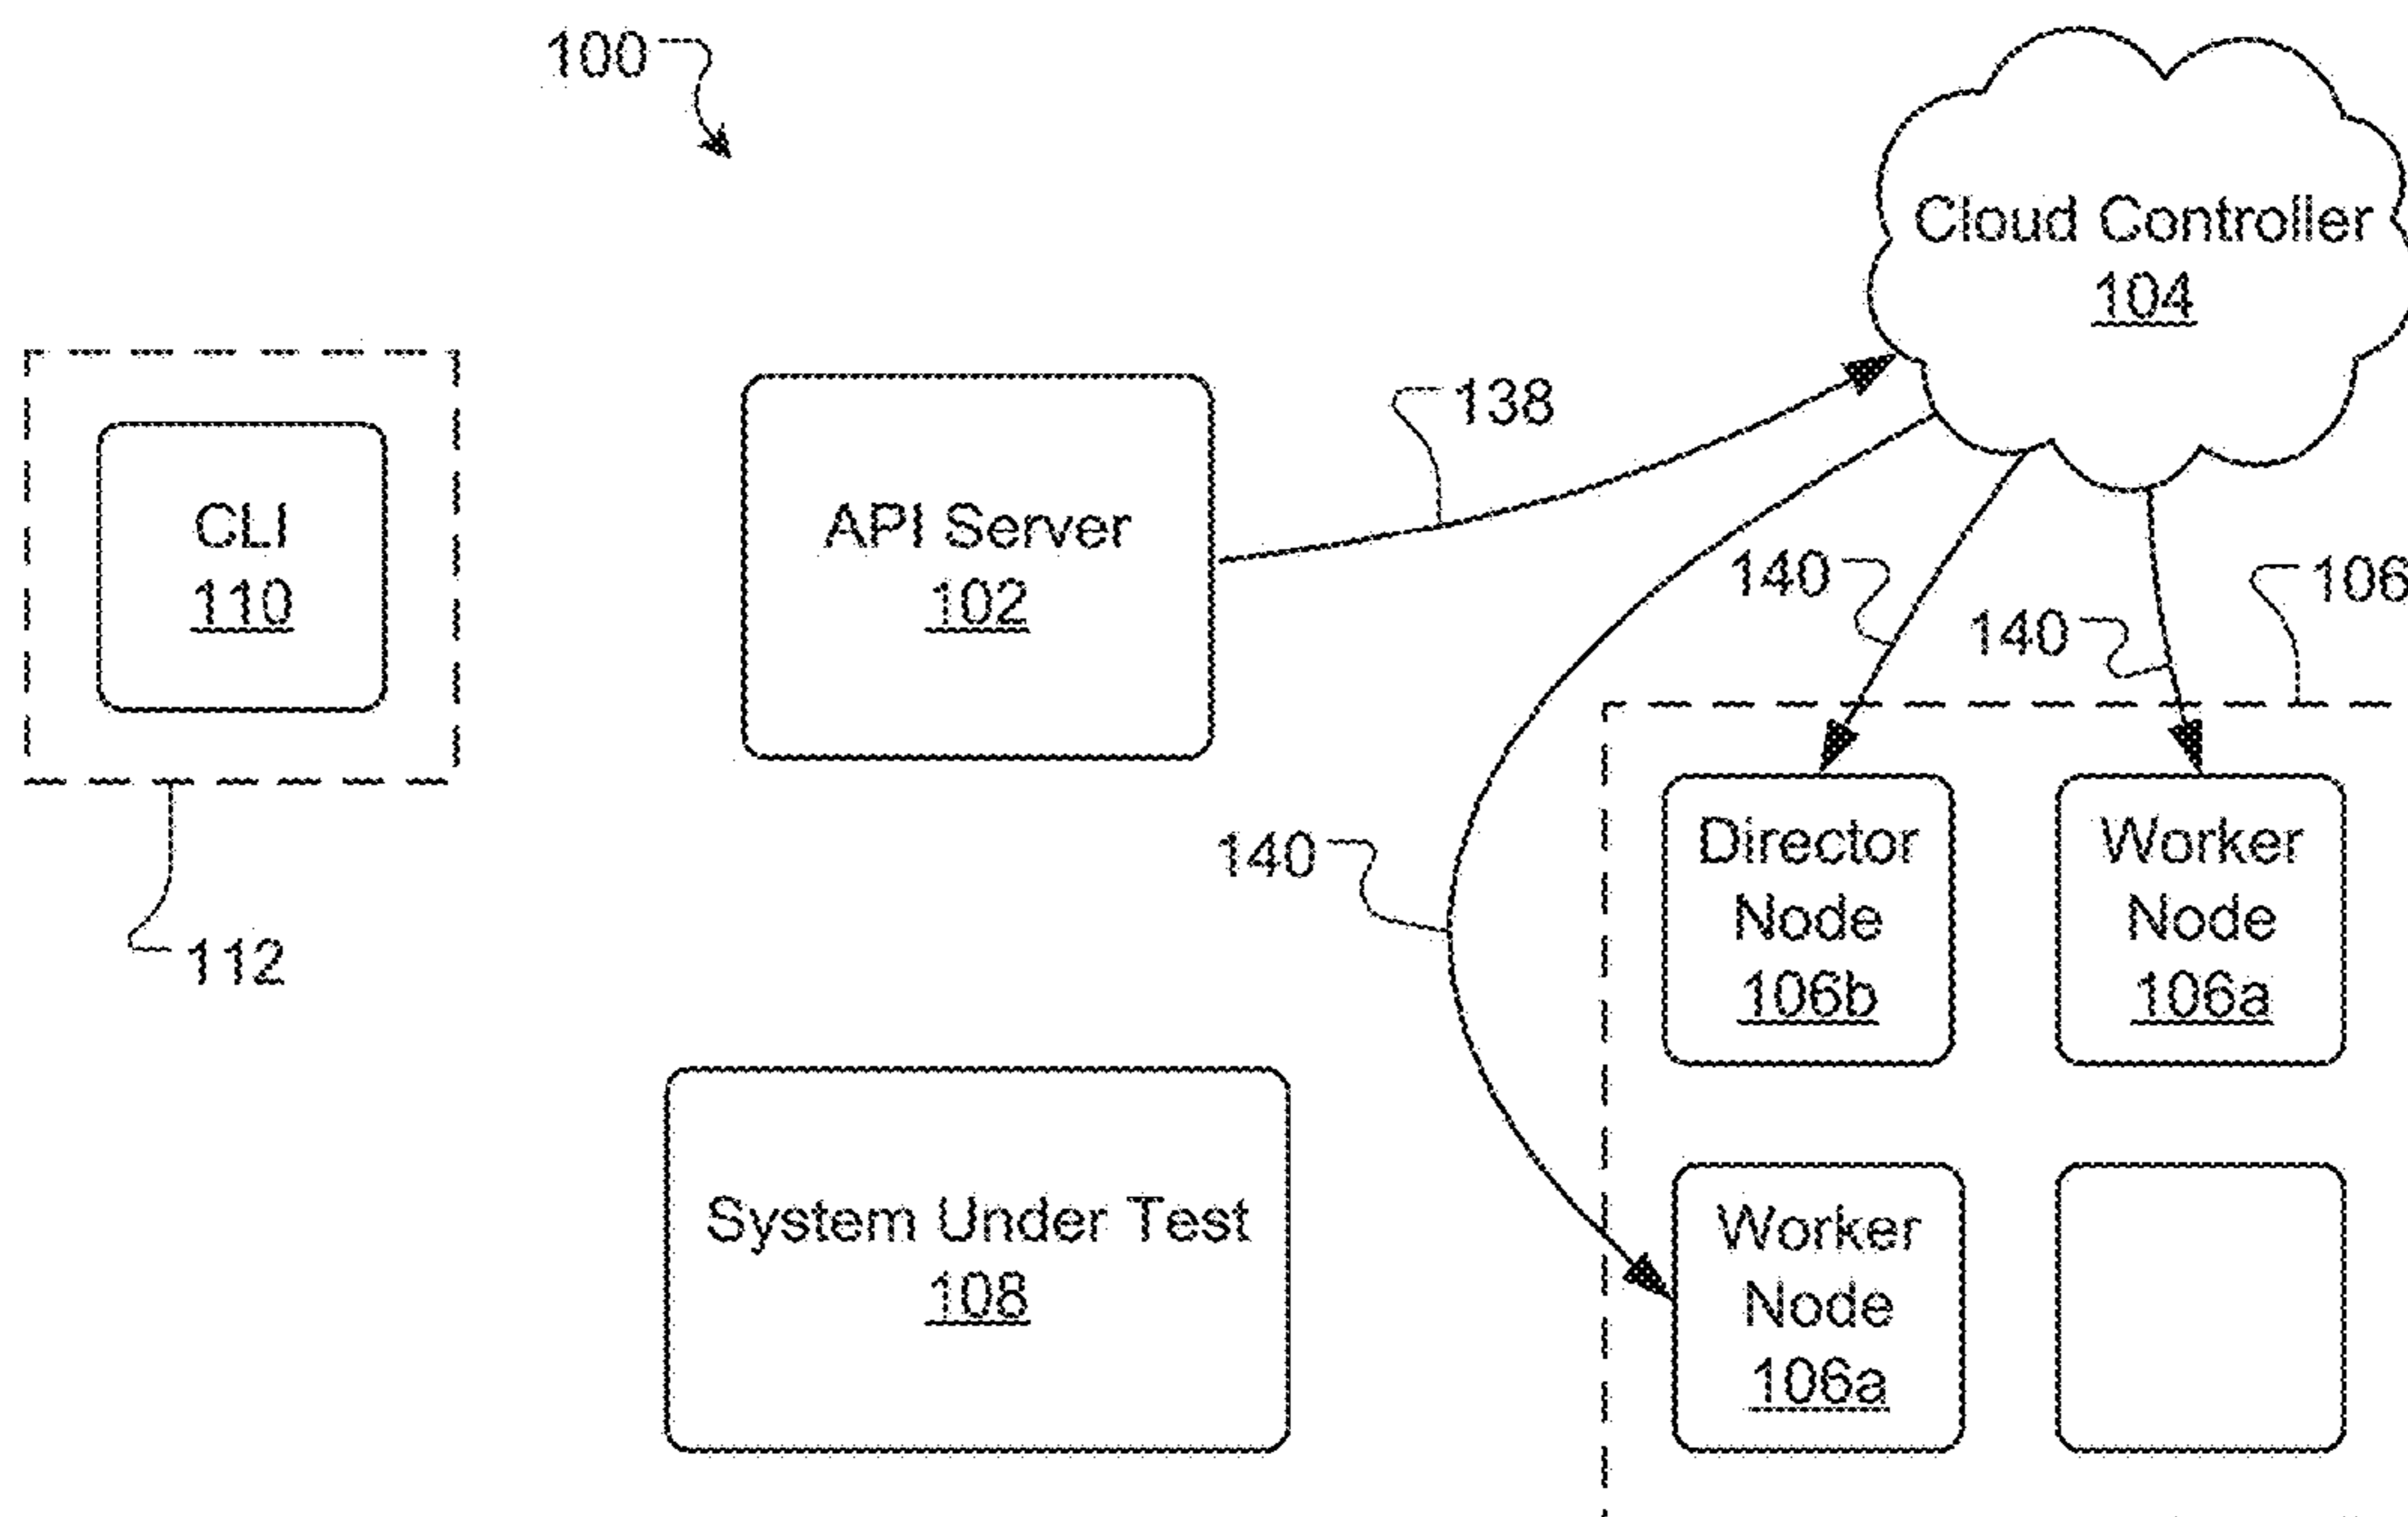 100
Cloud Controller
104
138
CLI
110
API Server
102
140
140
106
140
Director
Node
106b
Worker
Node
106a
112
System Under Test
108
Worker
Node
106a